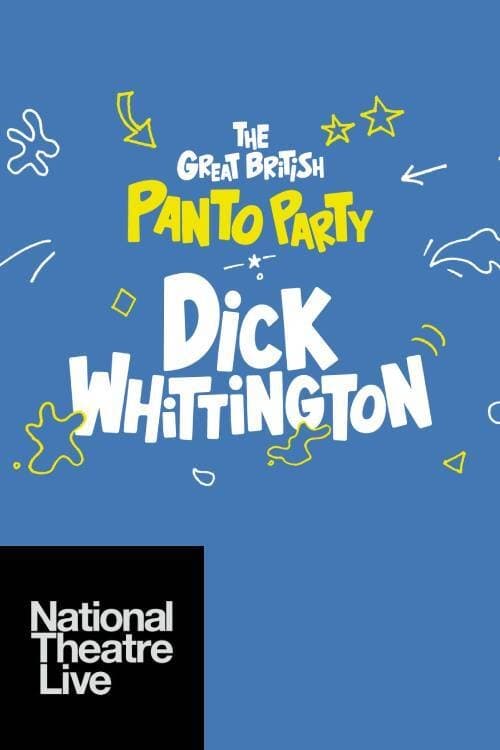 THE
GREAT BRiTiSH
PANTO PARTY
DiCK
WHiTTiNGTON
National
Theatre
Live